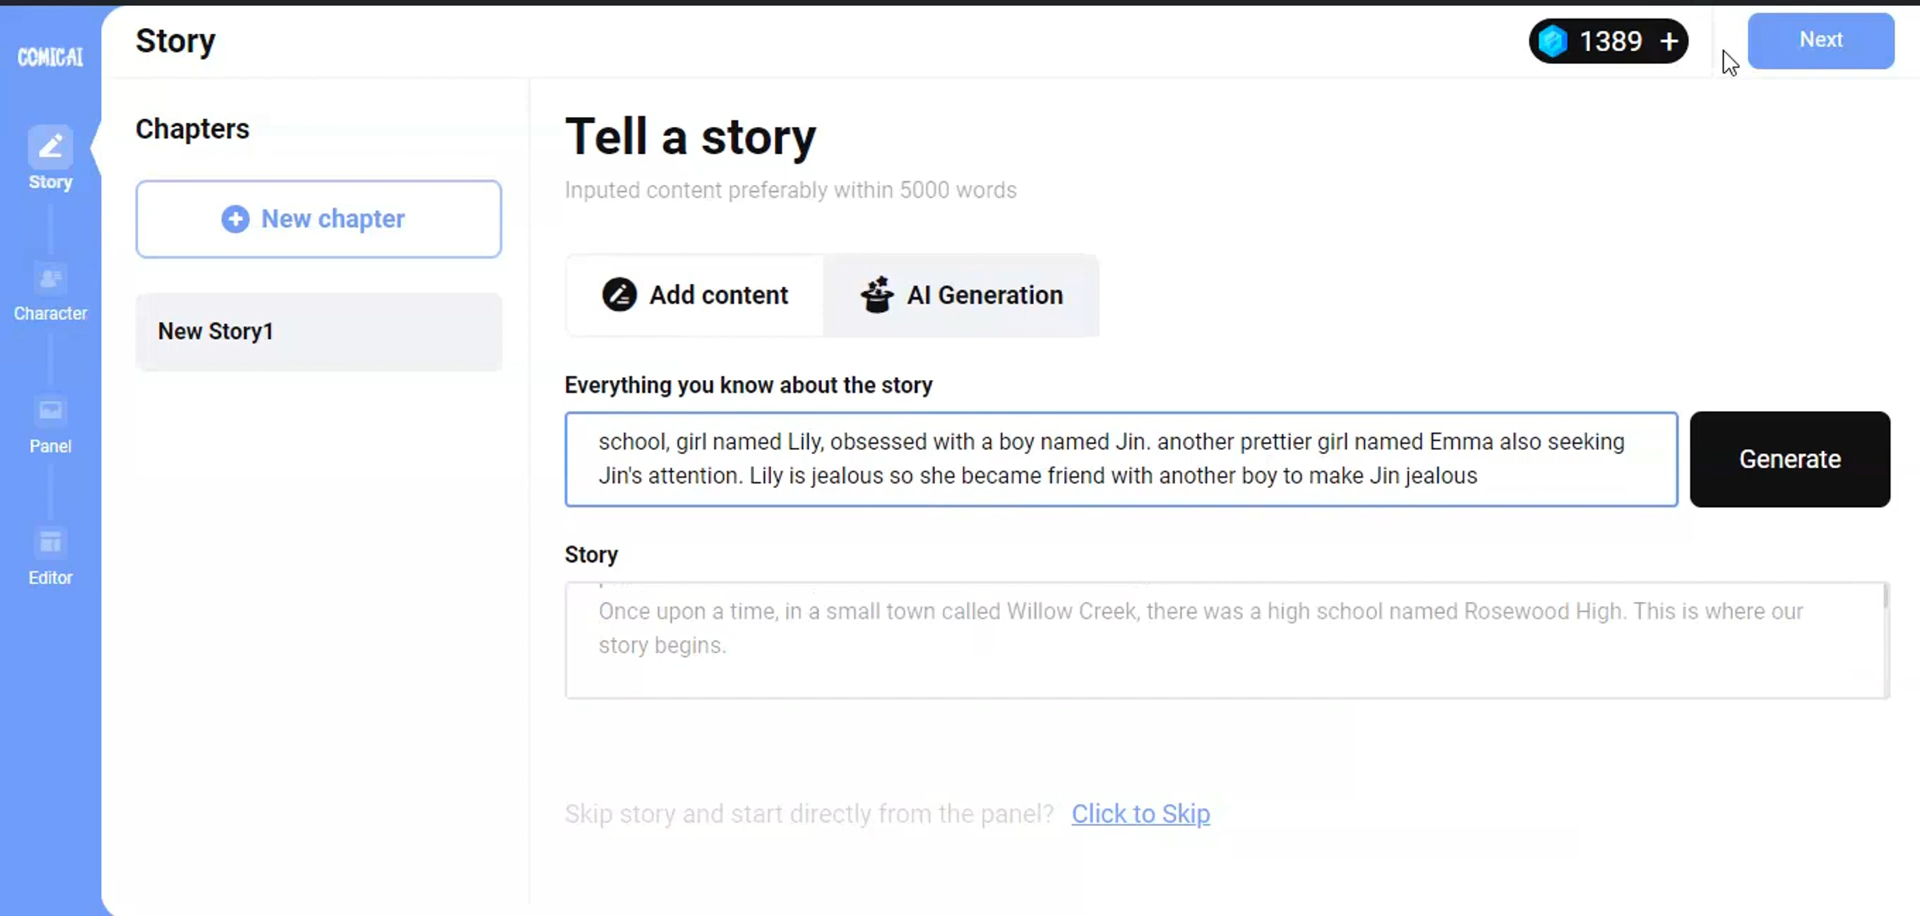 COMICAI
Story
1389 +
Next
Story
Character
Panel
Editor
Chapters
New chapter
New Story1
Tell a story
Inputed content preferably within 5000 words
Add content
AI Generation
Everything you know about the story
school, girl named Lily, obsessed with a boy named Jin. another prettier girl named Emma also seeking
Jin's attention. Lily is jealous so she became friend with another boy to make Jin jealous
Generate
Story
Once upon a time, in a small town called Willow Creek, there was a high school named Rosewood High. This is where our
story begins.
Skip story and start directly from the panel? Click to Skip